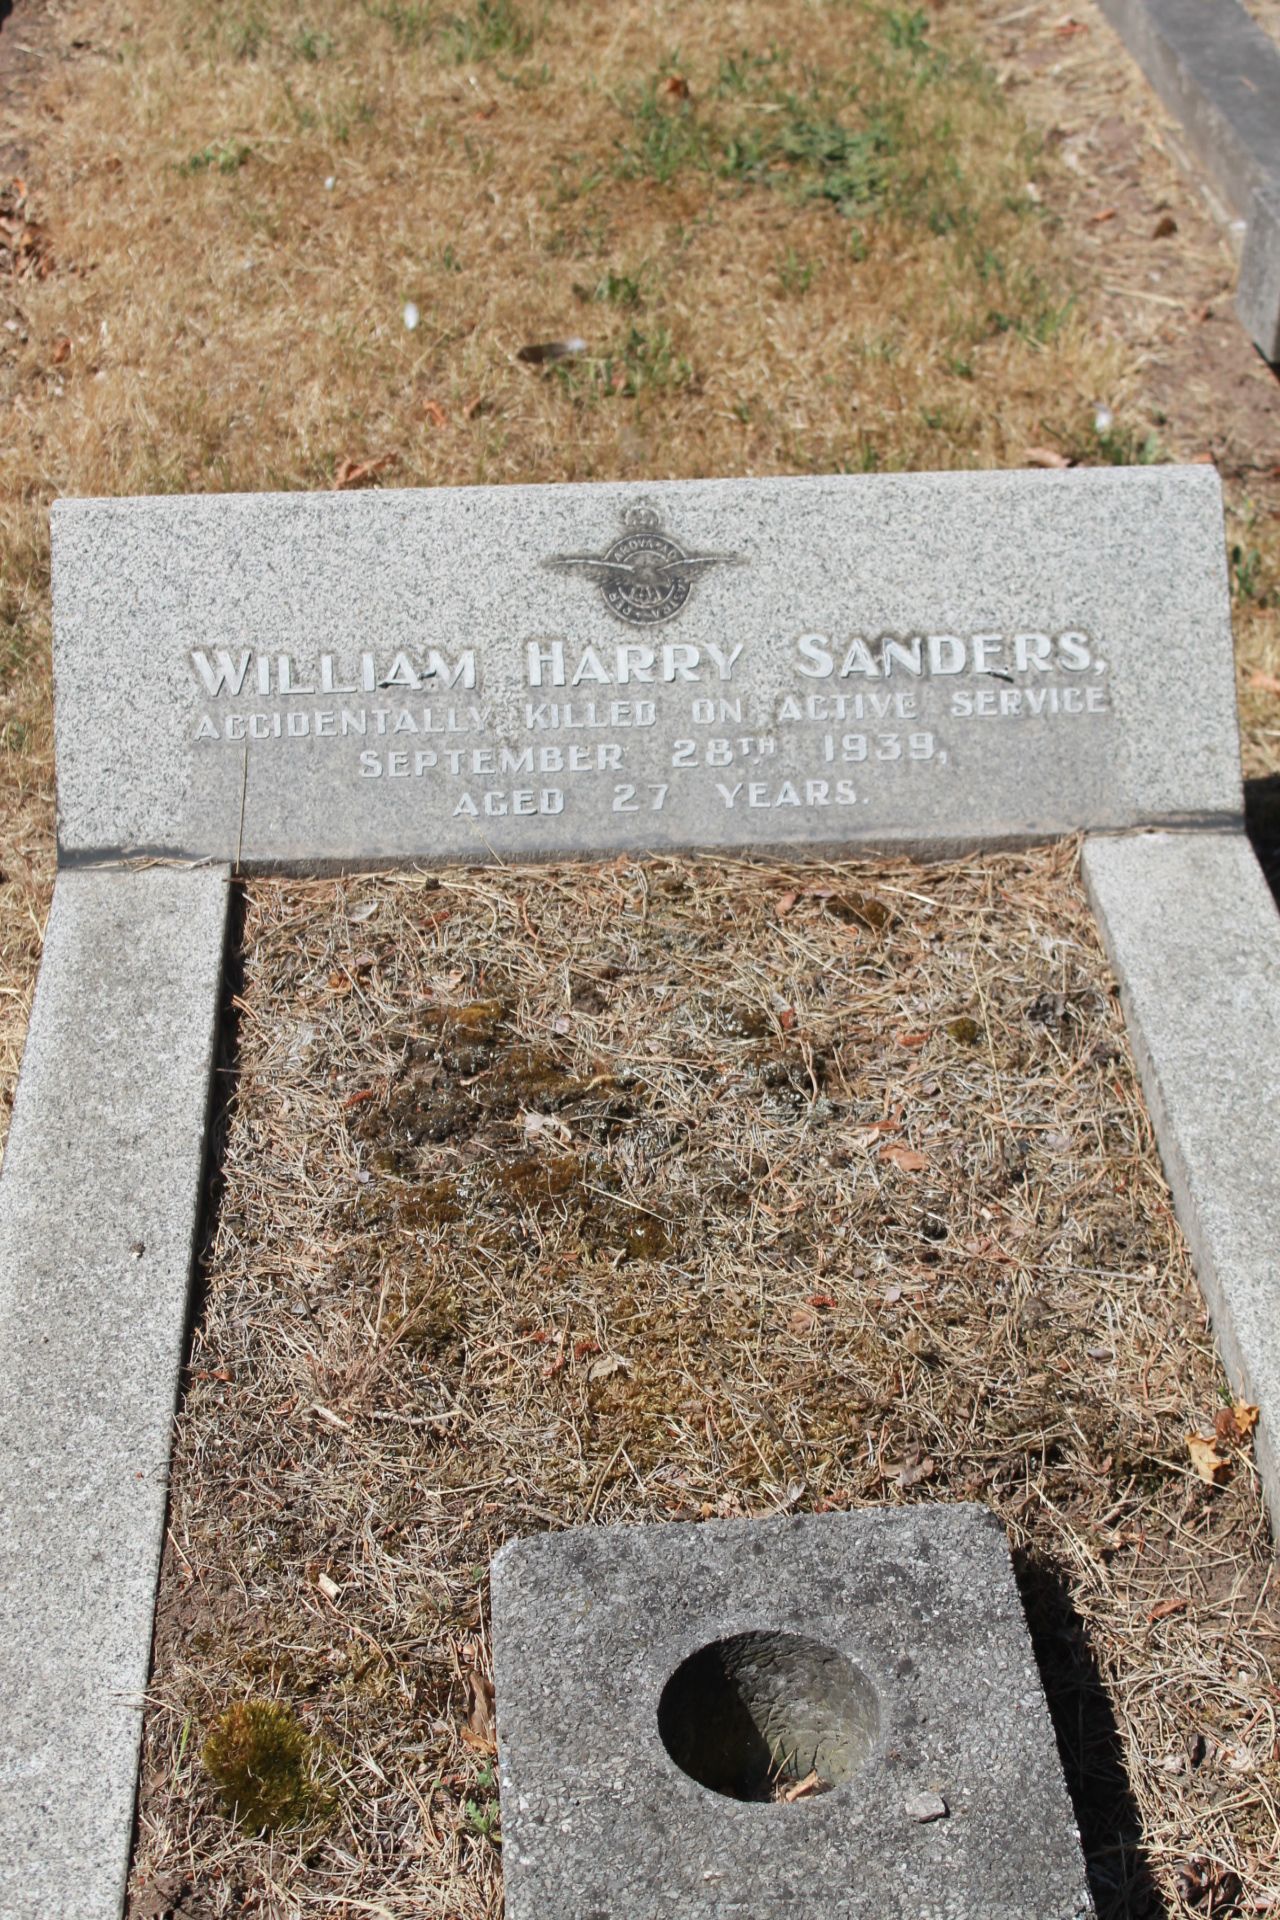 WILLIAM HARRY SANDERS,
ACCIDENTALLY KILLED ON ACTIVE SERVICE
SEPTEMBER 28TH 1939,
AGED 27 YEARS.